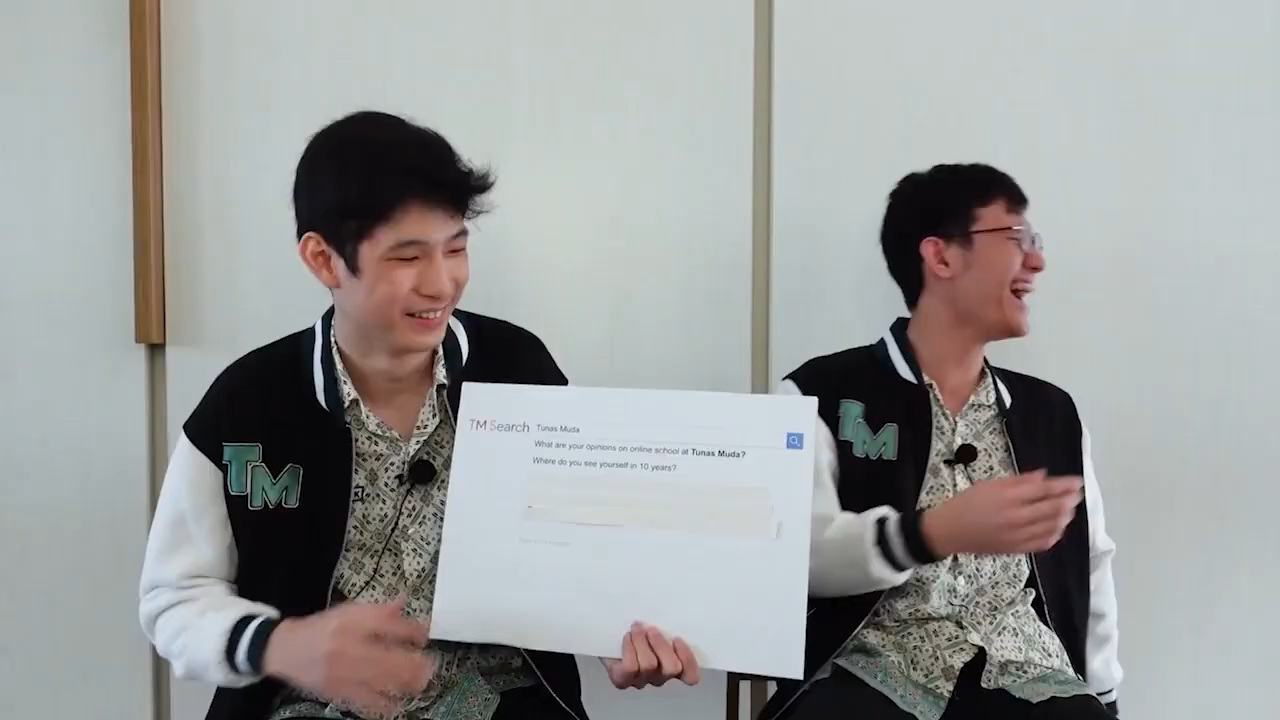 TM Search Tunas Muda
What are your opinions on online school at Tunas Muda?
Where do you see yourself in 10 years?
TM
TM